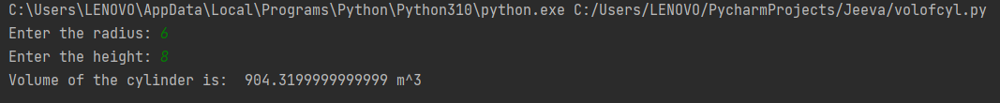 C:\Users\LENOVO\AppData\Local\Programs\Python\Python310\python.exe C:/Users/LENOVO/PycharmProjects/Jeeva/volofcyl.py
Enter the radius: 6
Enter the height: 8
Volume of the cylinder is:  904.3199999999999 m^3